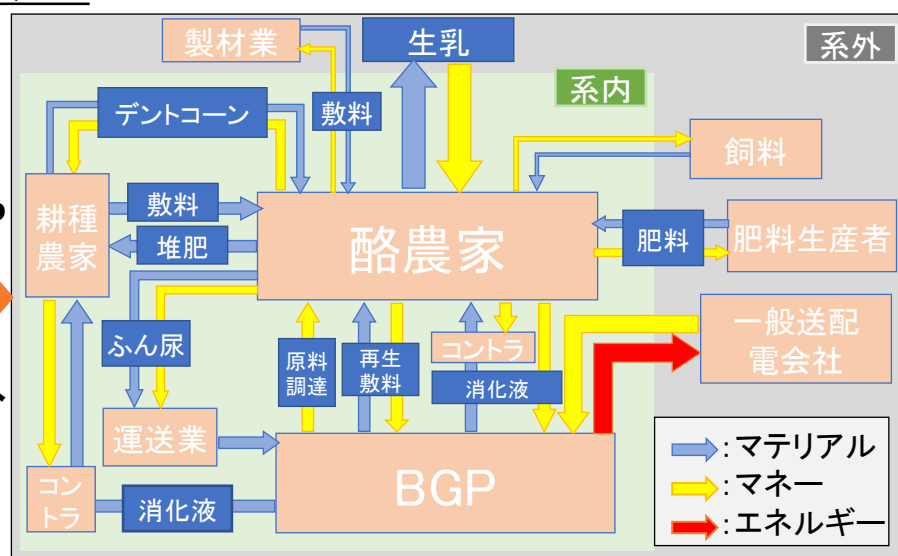 製材業
生乳
系外
系内
デントコーン
敷料
飼料
耕種
農家
敷料
堆肥
酪農家
肥料
肥料生産者
ふん尿
原料
調達
再生
敷料
コントラ
消化液
一般送配
電会社
運送業
BGP
コン
トラ
消化液
:マテリアル
:マネー
:エネルギー